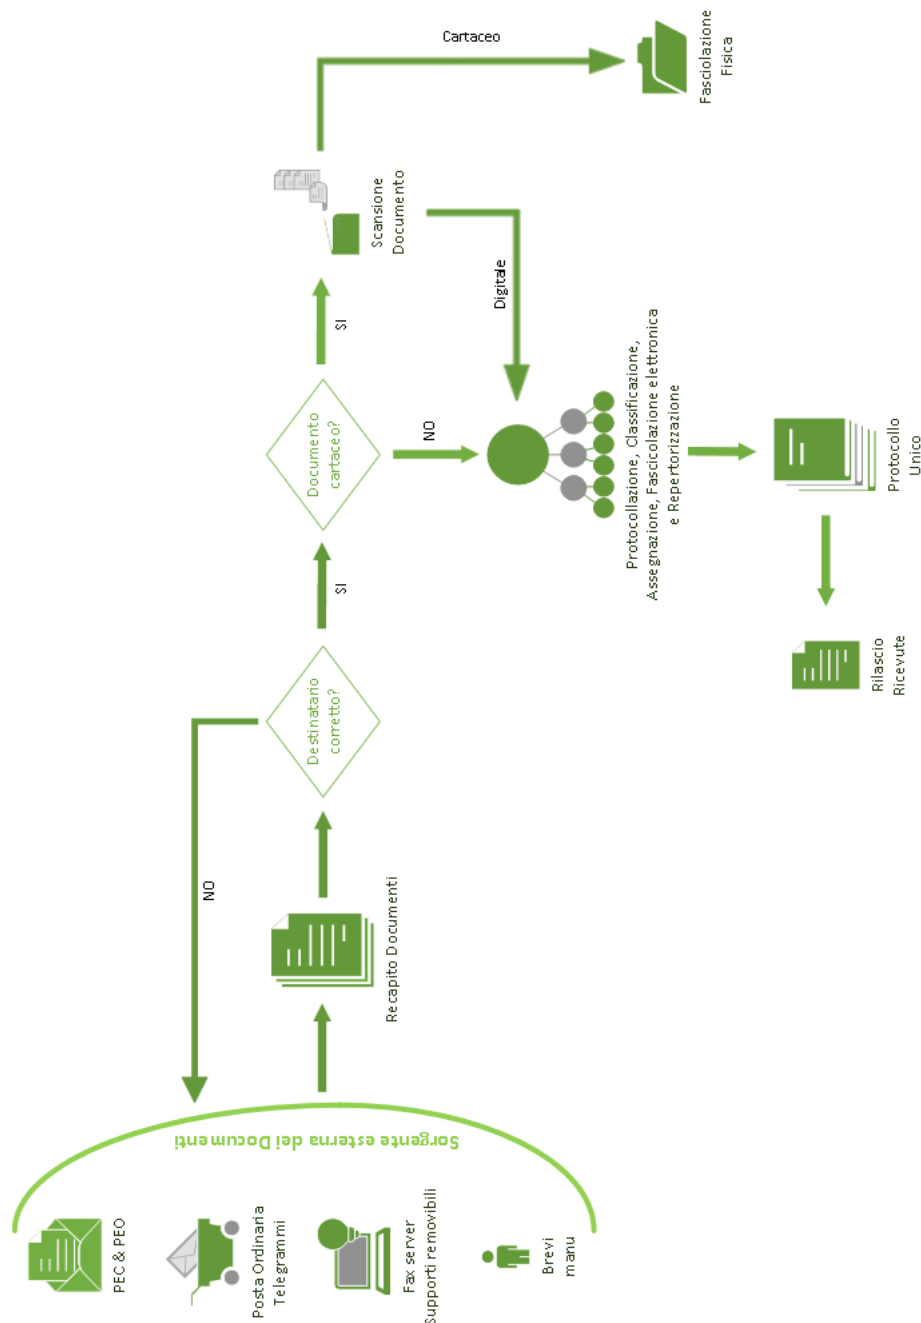 PEC & PEO
Posta Ordinaria
Telegrammi
Fax server
Supporti removibili
Brevi
manu
Sorgente esterna dei Documenti
Recapito Documenti
Destinatario
corretto?
NO
SI
Documento
cartaceo?
SI
NO
Scansione
Documento
Cartaceo
Digitale
Fasciolazione
Fisica
Protocollazione, Classificazione,
Assegnazione, Fascicolazione elettronica
e Repertorizzazione
Protocollo
Unico
Rilascio
Ricevute